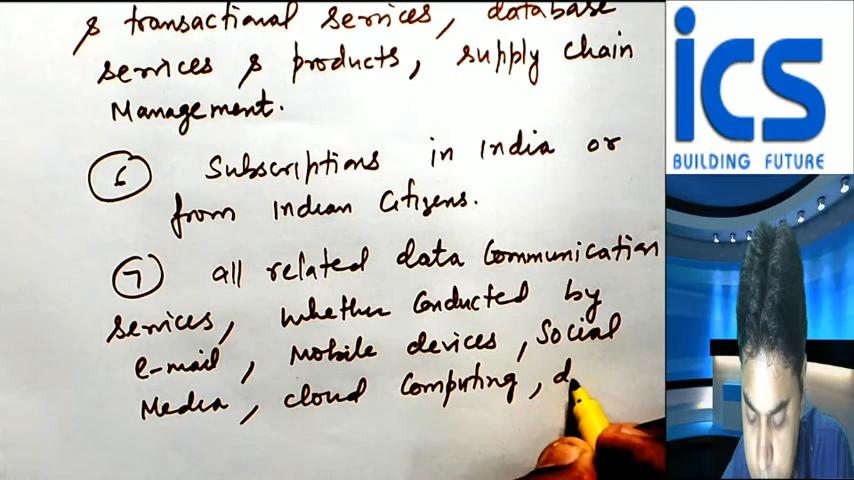 & transactional services, database
services & products, supply chain
Management.
6 Subscriptions in India or
from Indian Citizens.
7 all related data Communication
services, whether Conducted by
e-mail, Mobile devices, Social
Media, cloud Computing, d
ics
BUILDING FUTURE